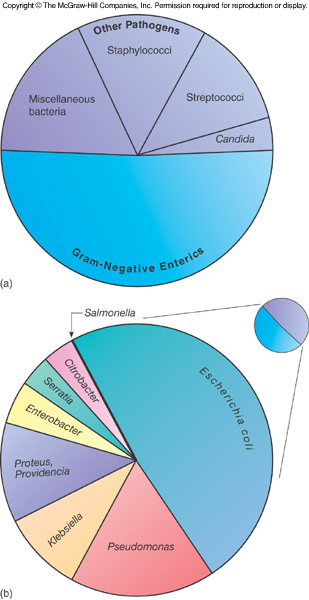 Copyright © The McGraw-Hill Companies, Inc. Permission required for reproduction or display.
Other Pathogens
Staphylococci
Miscellaneous
bacteria
Streptococci
Candida
Gram-Negative Enterics
(a)
Salmonella
Citrobacter
Serratia
Escherichia coli
Enterobacter
Proteus,
Providencia
Klebsiella
Pseudomonas
(b)